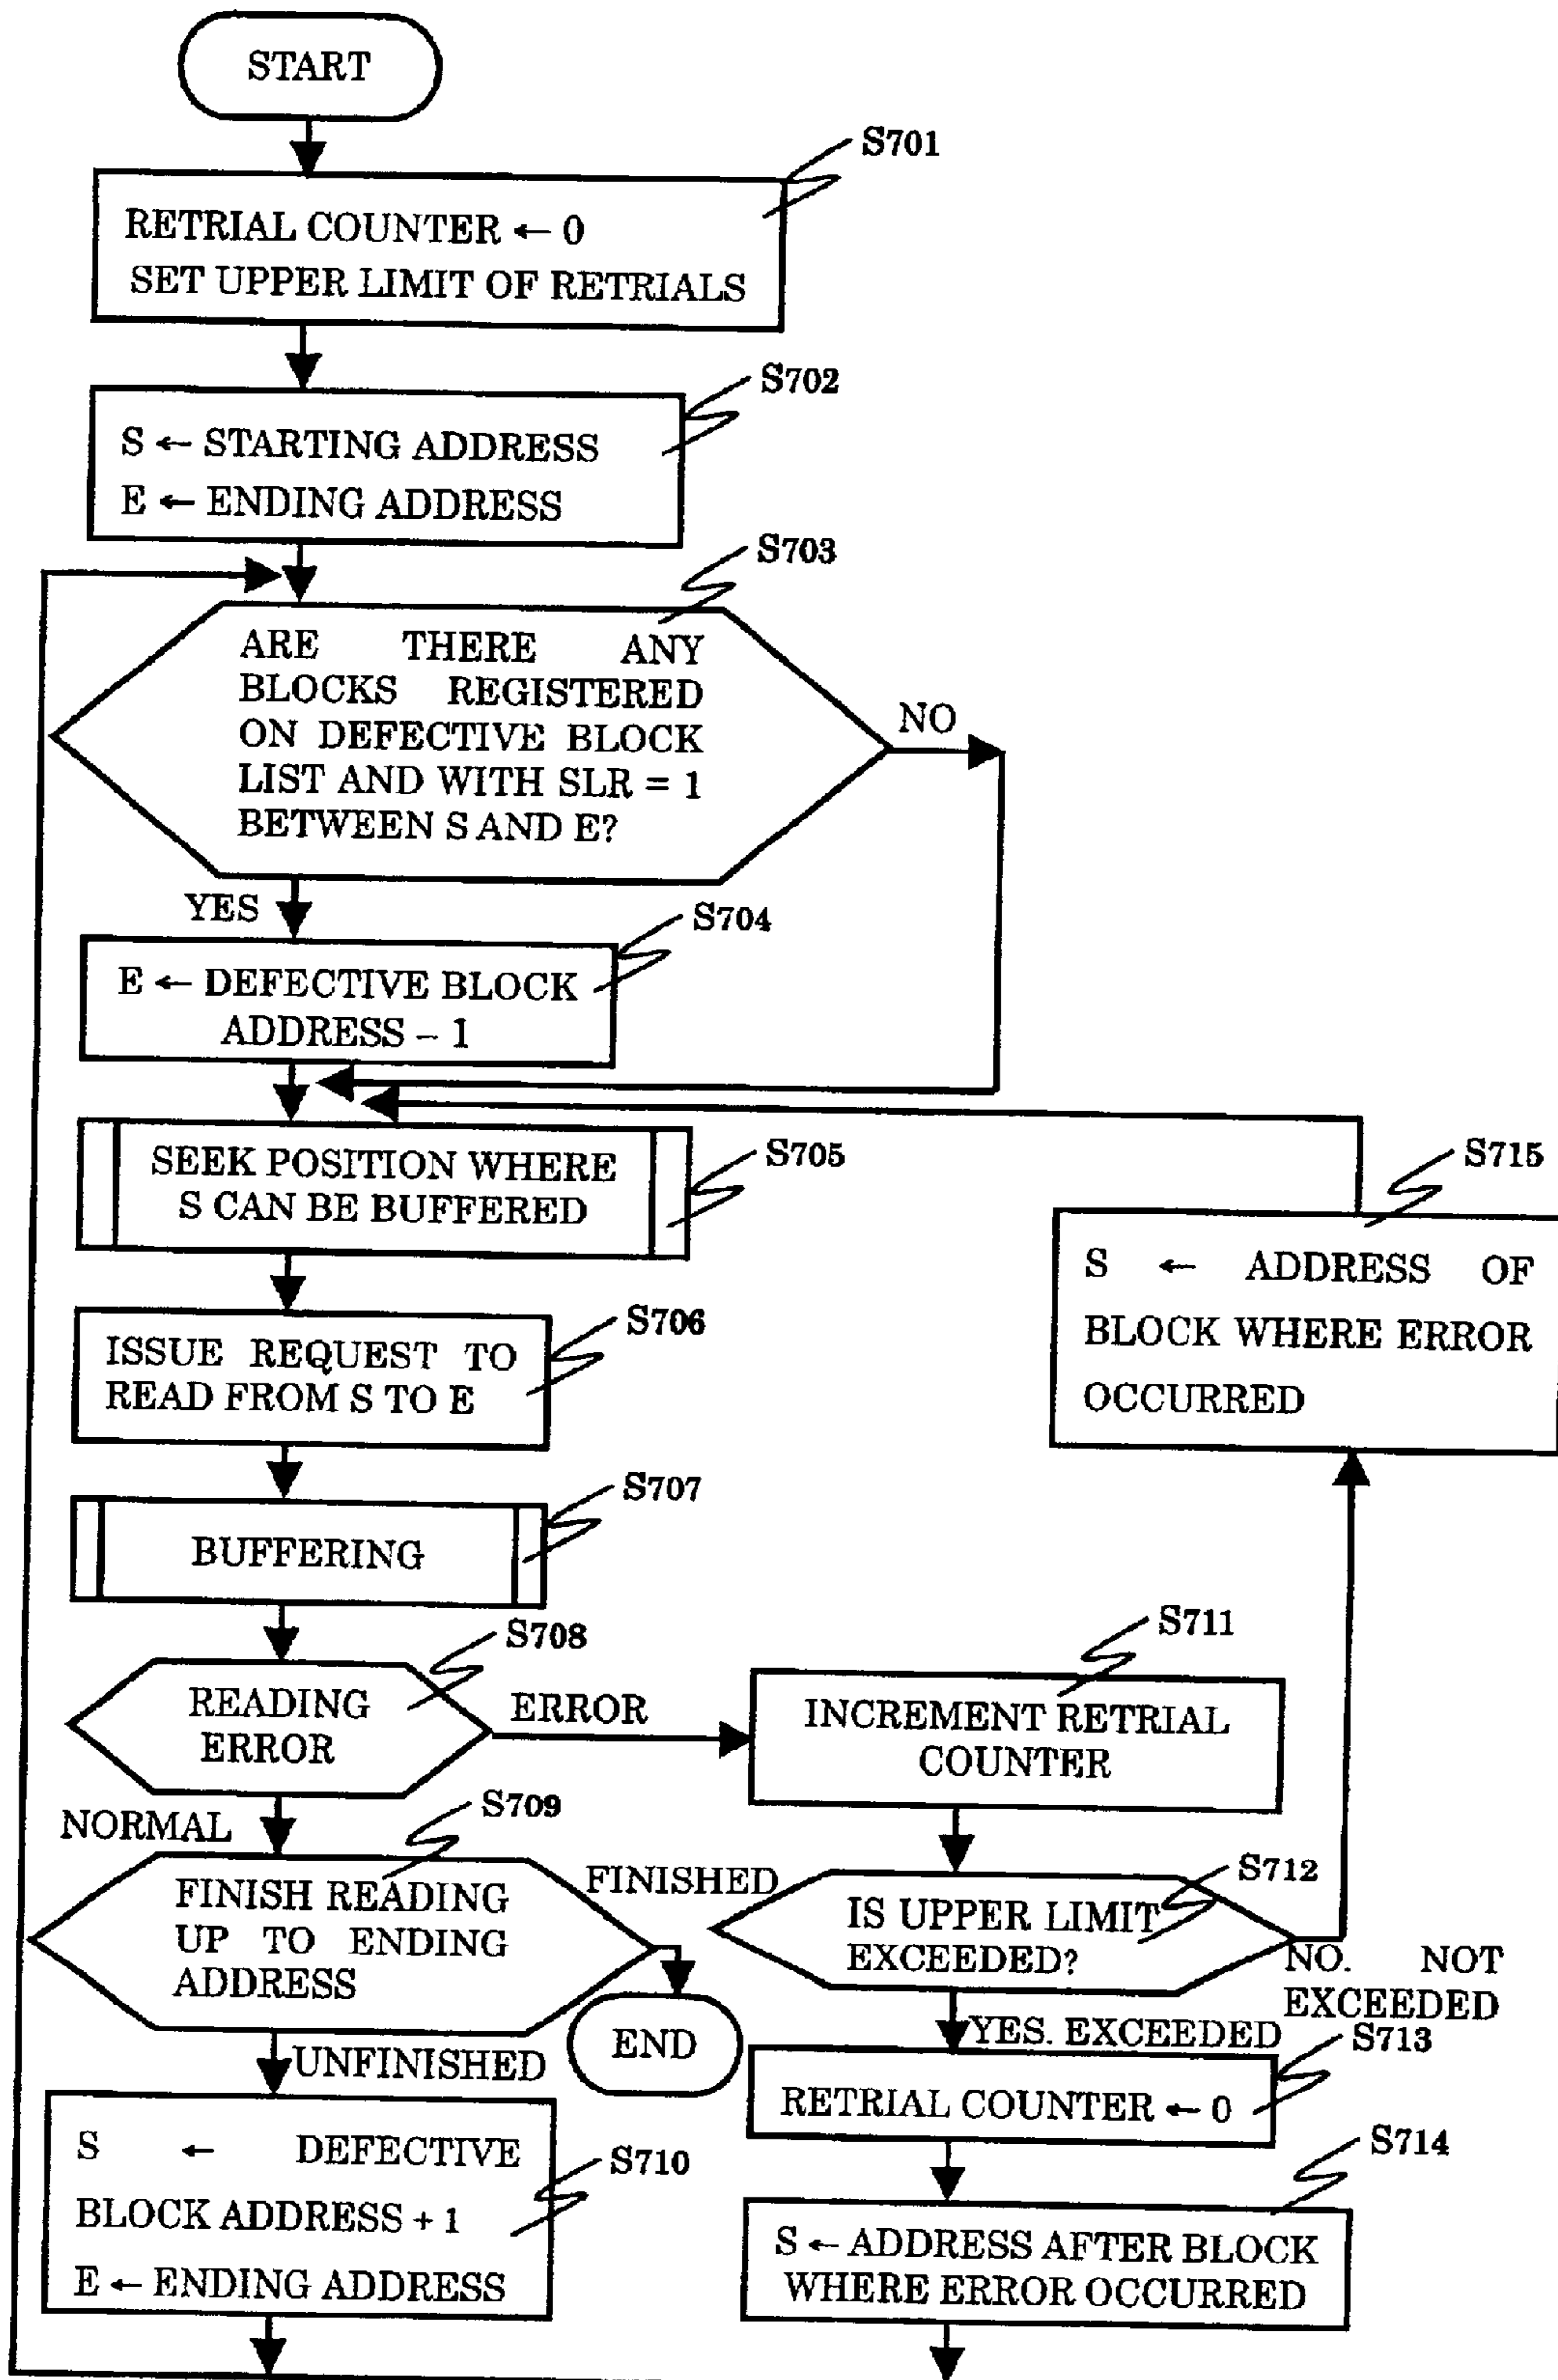 START
S701
RETRIAL COUNTER ← 0
SET UPPER LIMIT OF RETRIALS
S702
S ← STARTING ADDRESS
E ← ENDING ADDRESS
S703
ARE THERE ANY
BLOCKS REGISTERED
ON DEFECTIVE BLOCK
LIST AND WITH SLR = 1
BETWEEN S AND E?
NO
YES
S704
E ← DEFECTIVE BLOCK
ADDRESS – 1
S705
SEEK POSITION WHERE
S CAN BE BUFFERED
S715
S ← ADDRESS OF
BLOCK WHERE ERROR
OCCURRED
S706
ISSUE REQUEST TO
READ FROM S TO E
S707
BUFFERING
S708
READING
ERROR
ERROR
S711
INCREMENT RETRIAL
COUNTER
NORMAL
S709
FINISH READING
UP TO ENDING
ADDRESS
FINISHED
END
S712
IS UPPER LIMIT
EXCEEDED?
NO. NOT
EXCEEDED
YES. EXCEEDED
UNFINISHED
S713
RETRIAL COUNTER ← 0
S710
S ← DEFECTIVE
BLOCK ADDRESS + 1
E ← ENDING ADDRESS
S714
S ← ADDRESS AFTER BLOCK
WHERE ERROR OCCURRED